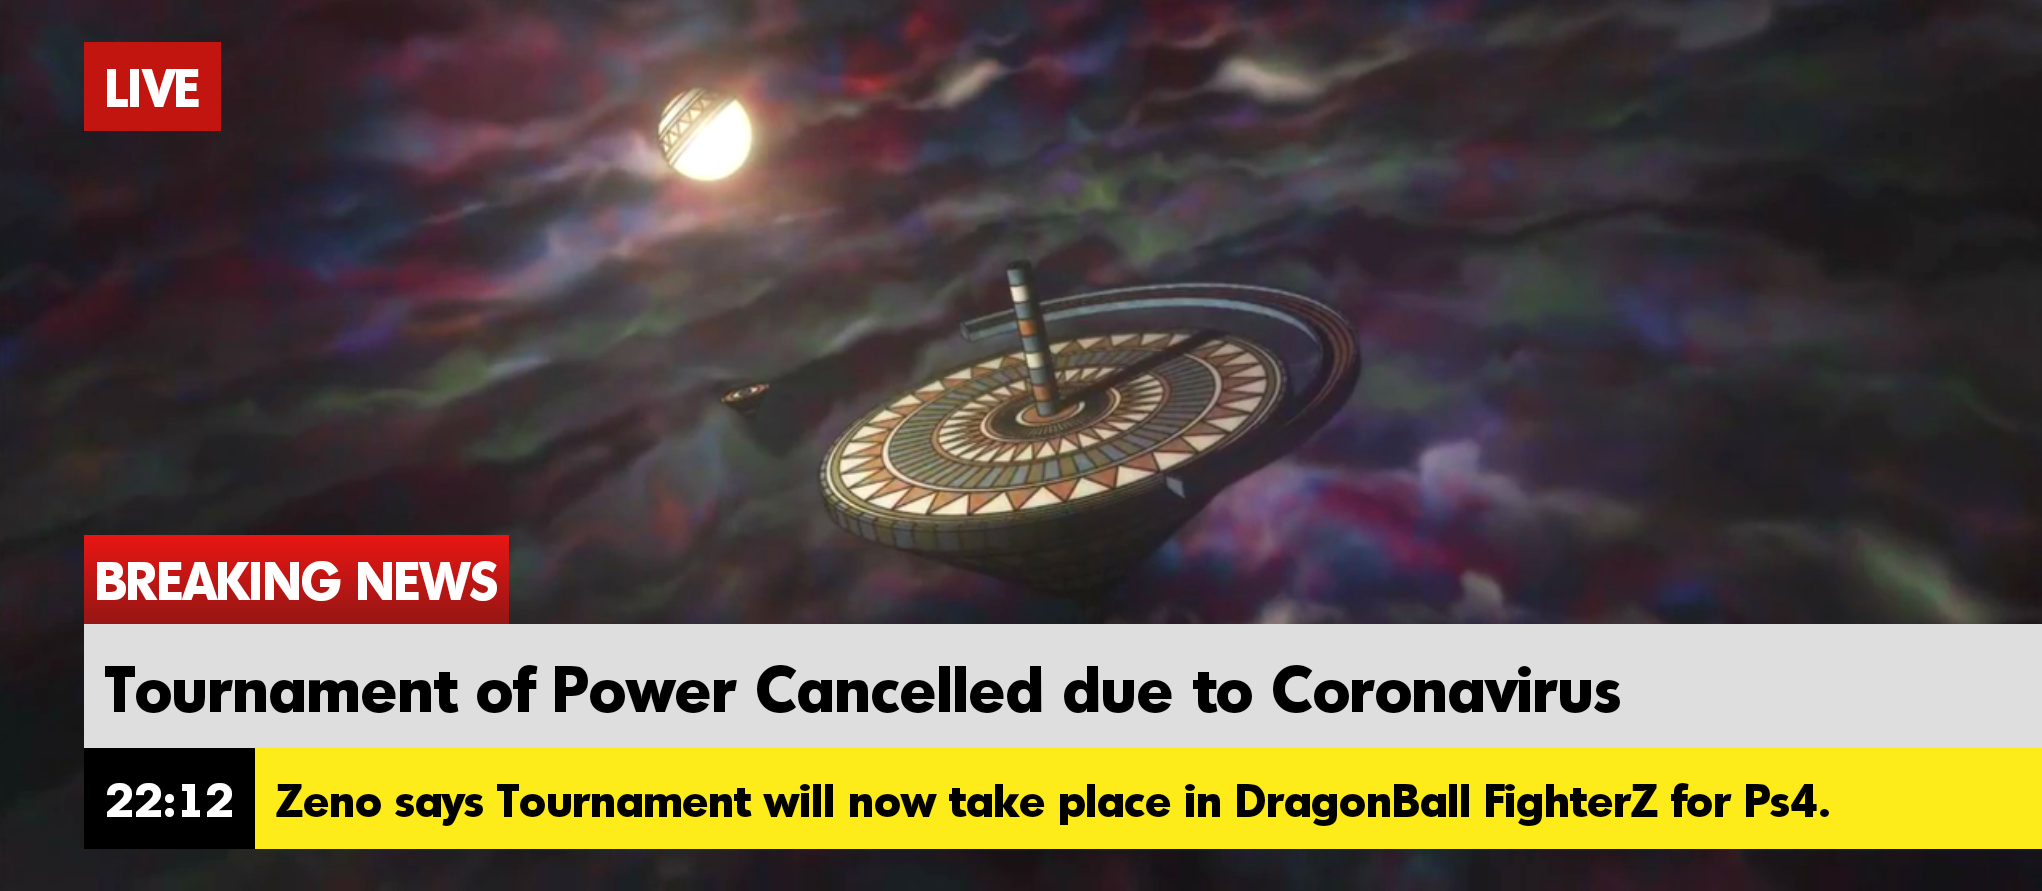 LIVE
BREAKING NEWS
Tournament of Power Cancelled due to Coronavirus
22:12 Zeno says Tournament will now take place in DragonBall FighterZ for Ps4.